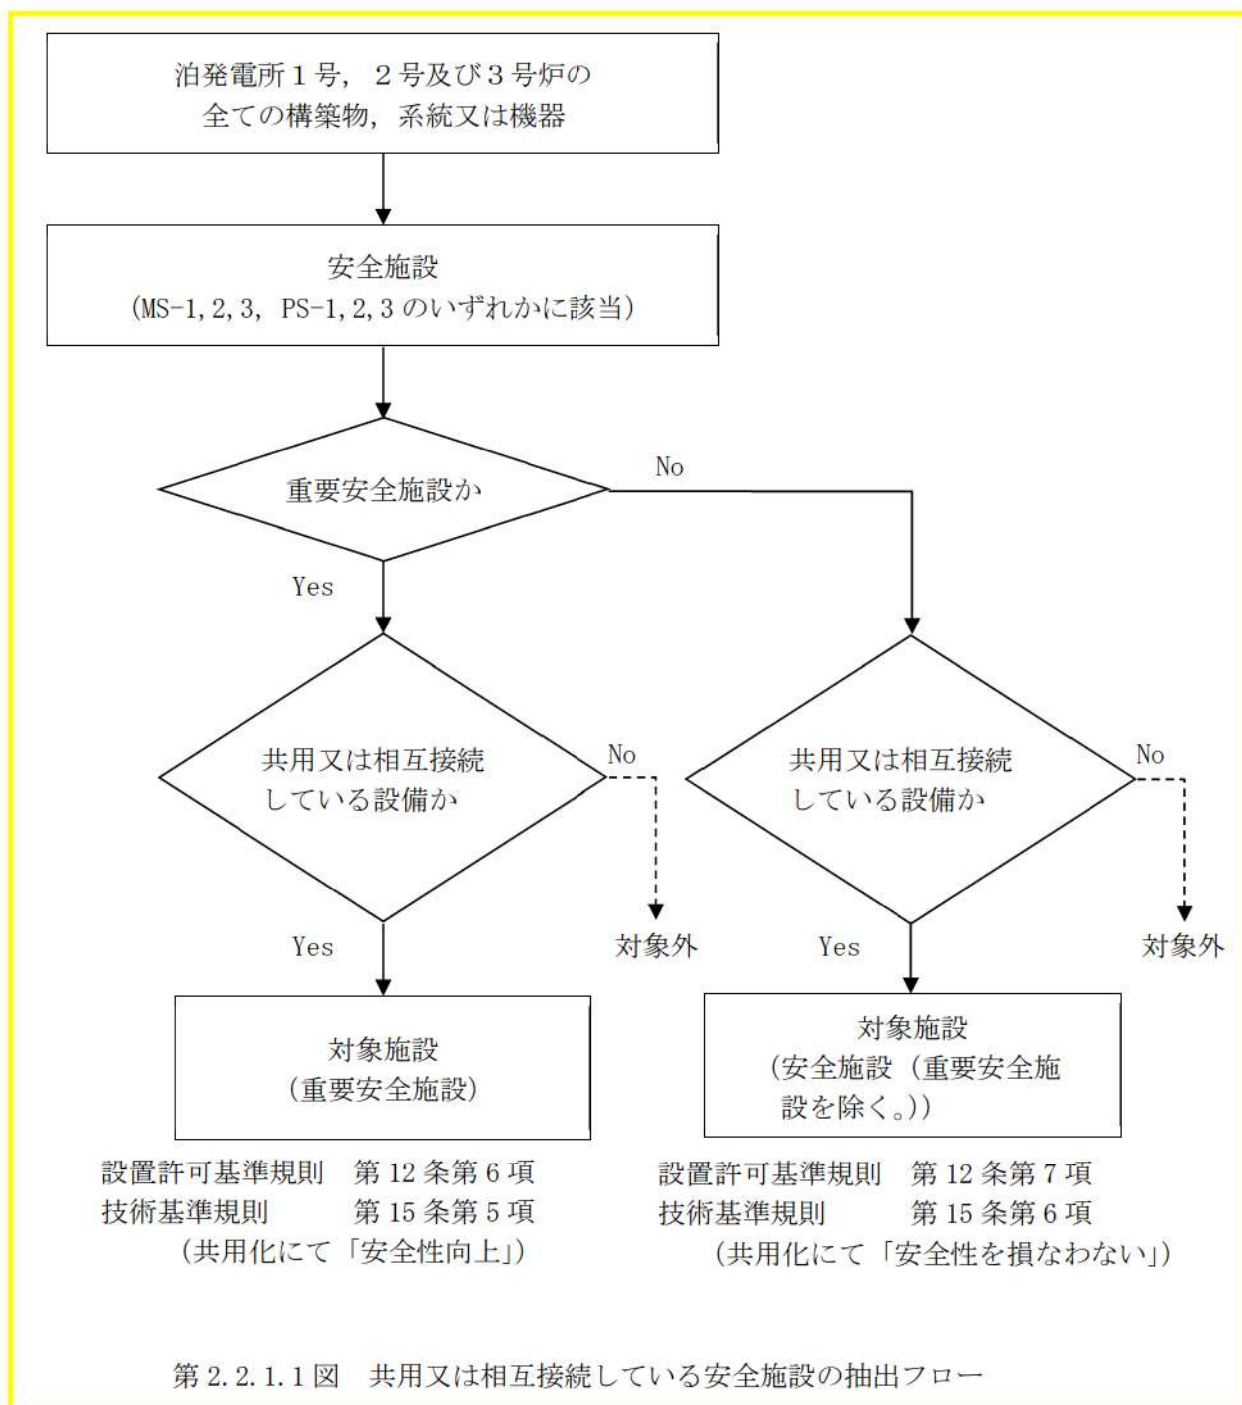 泊発電所１号，２号及び３号炉の
全ての構築物，系統又は機器
安全施設
(MS-1,2,3, PS-1,2,3 のいずれかに該当)
重要安全施設か
No
Yes
共用又は相互接続
している設備か
No
共用又は相互接続
している設備か
No
Yes
対象外
Yes
対象外
対象施設
(重要安全施設)
対象施設
(安全施設（重要安全施
設を除く。))
設置許可基準規則　第 12 条第 6 項
技術基準規則　　　第 15 条第 5 項
(共用化にて「安全性向上」)
設置許可基準規則　第 12 条第 7 項
技術基準規則　　　第 15 条第 6 項
(共用化にて「安全性を損なわない」)
第 2.2.1.1 図　共用又は相互接続している安全施設の抽出フロー